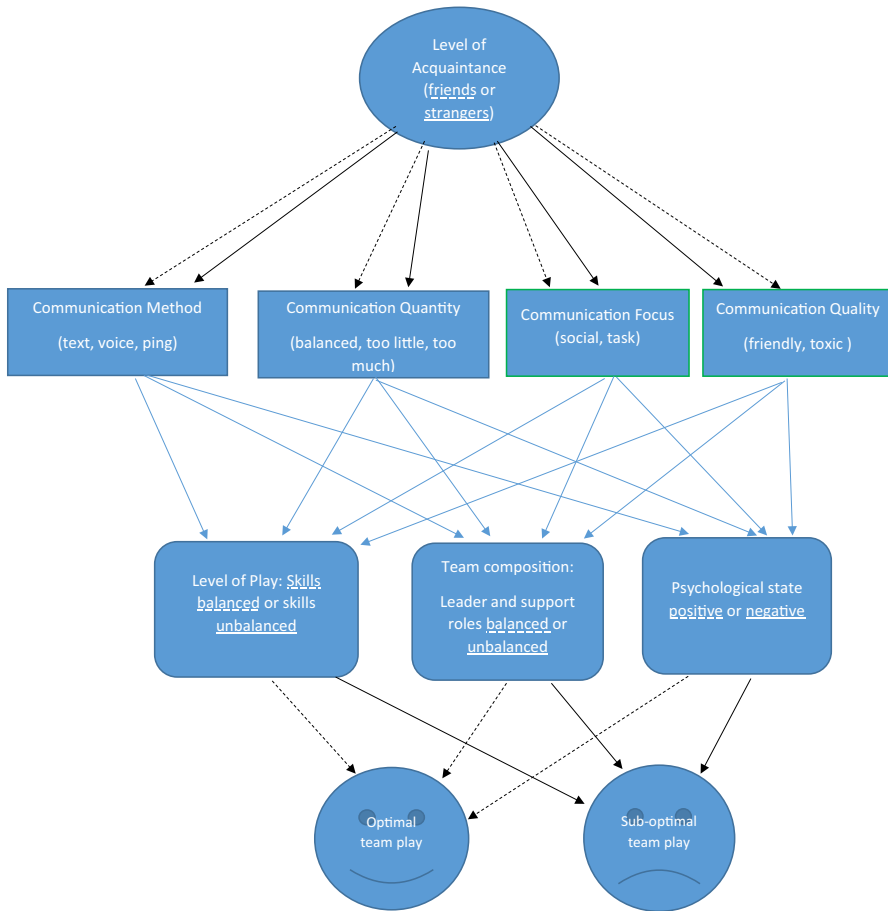 Level of
Acquaintance
(friends or
strangers)
Communication Method
(text, voice, ping)
Communication Quantity
(balanced, too little, too
much)
Communication Focus
(social, task)
Communication Quality
(friendly, toxic )
Level of Play: Skills
balanced or skills
unbalanced
Team composition:
Leader and support
roles balanced or
unbalanced
Psychological state
positive or negative
Optimal
team play
Sub-optimal
team play